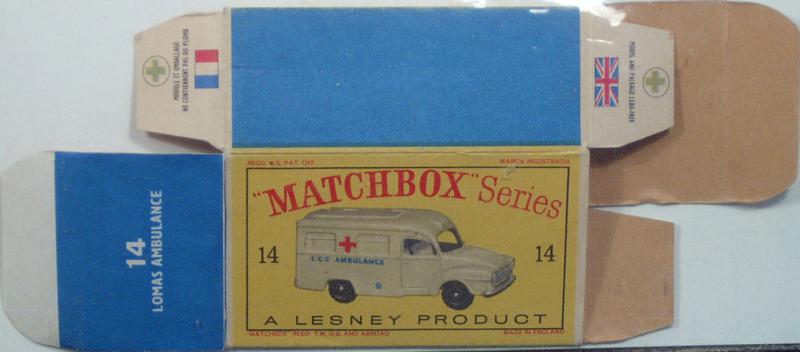 MODELE ET EMBALLAGE
NE CONTIENNENT PAS DU PLOMB
MODEL AND PACKAGE LEAD-FREE
14
LOMAS AMBULANCE
REGD. U.S. PAT. OFF.
MARCA REGISTRADA
"MATCHBOX" Series
14
L.C.C. AMBULANCE
14
A LESNEY PRODUCT
"MATCHBOX" REGD. T.M. G.B. AND ABROAD
MADE IN ENGLAND